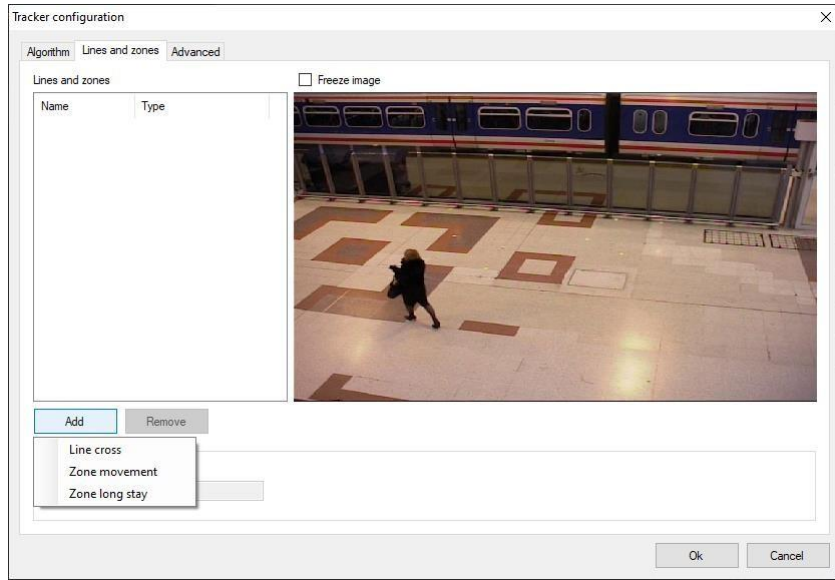 Tracker configuration
Algorithm Lines and zones Advanced
Lines and zones
Freeze image
Name Type
Add Remove
Line cross
Zone movement
Zone long stay
Ok Cancel